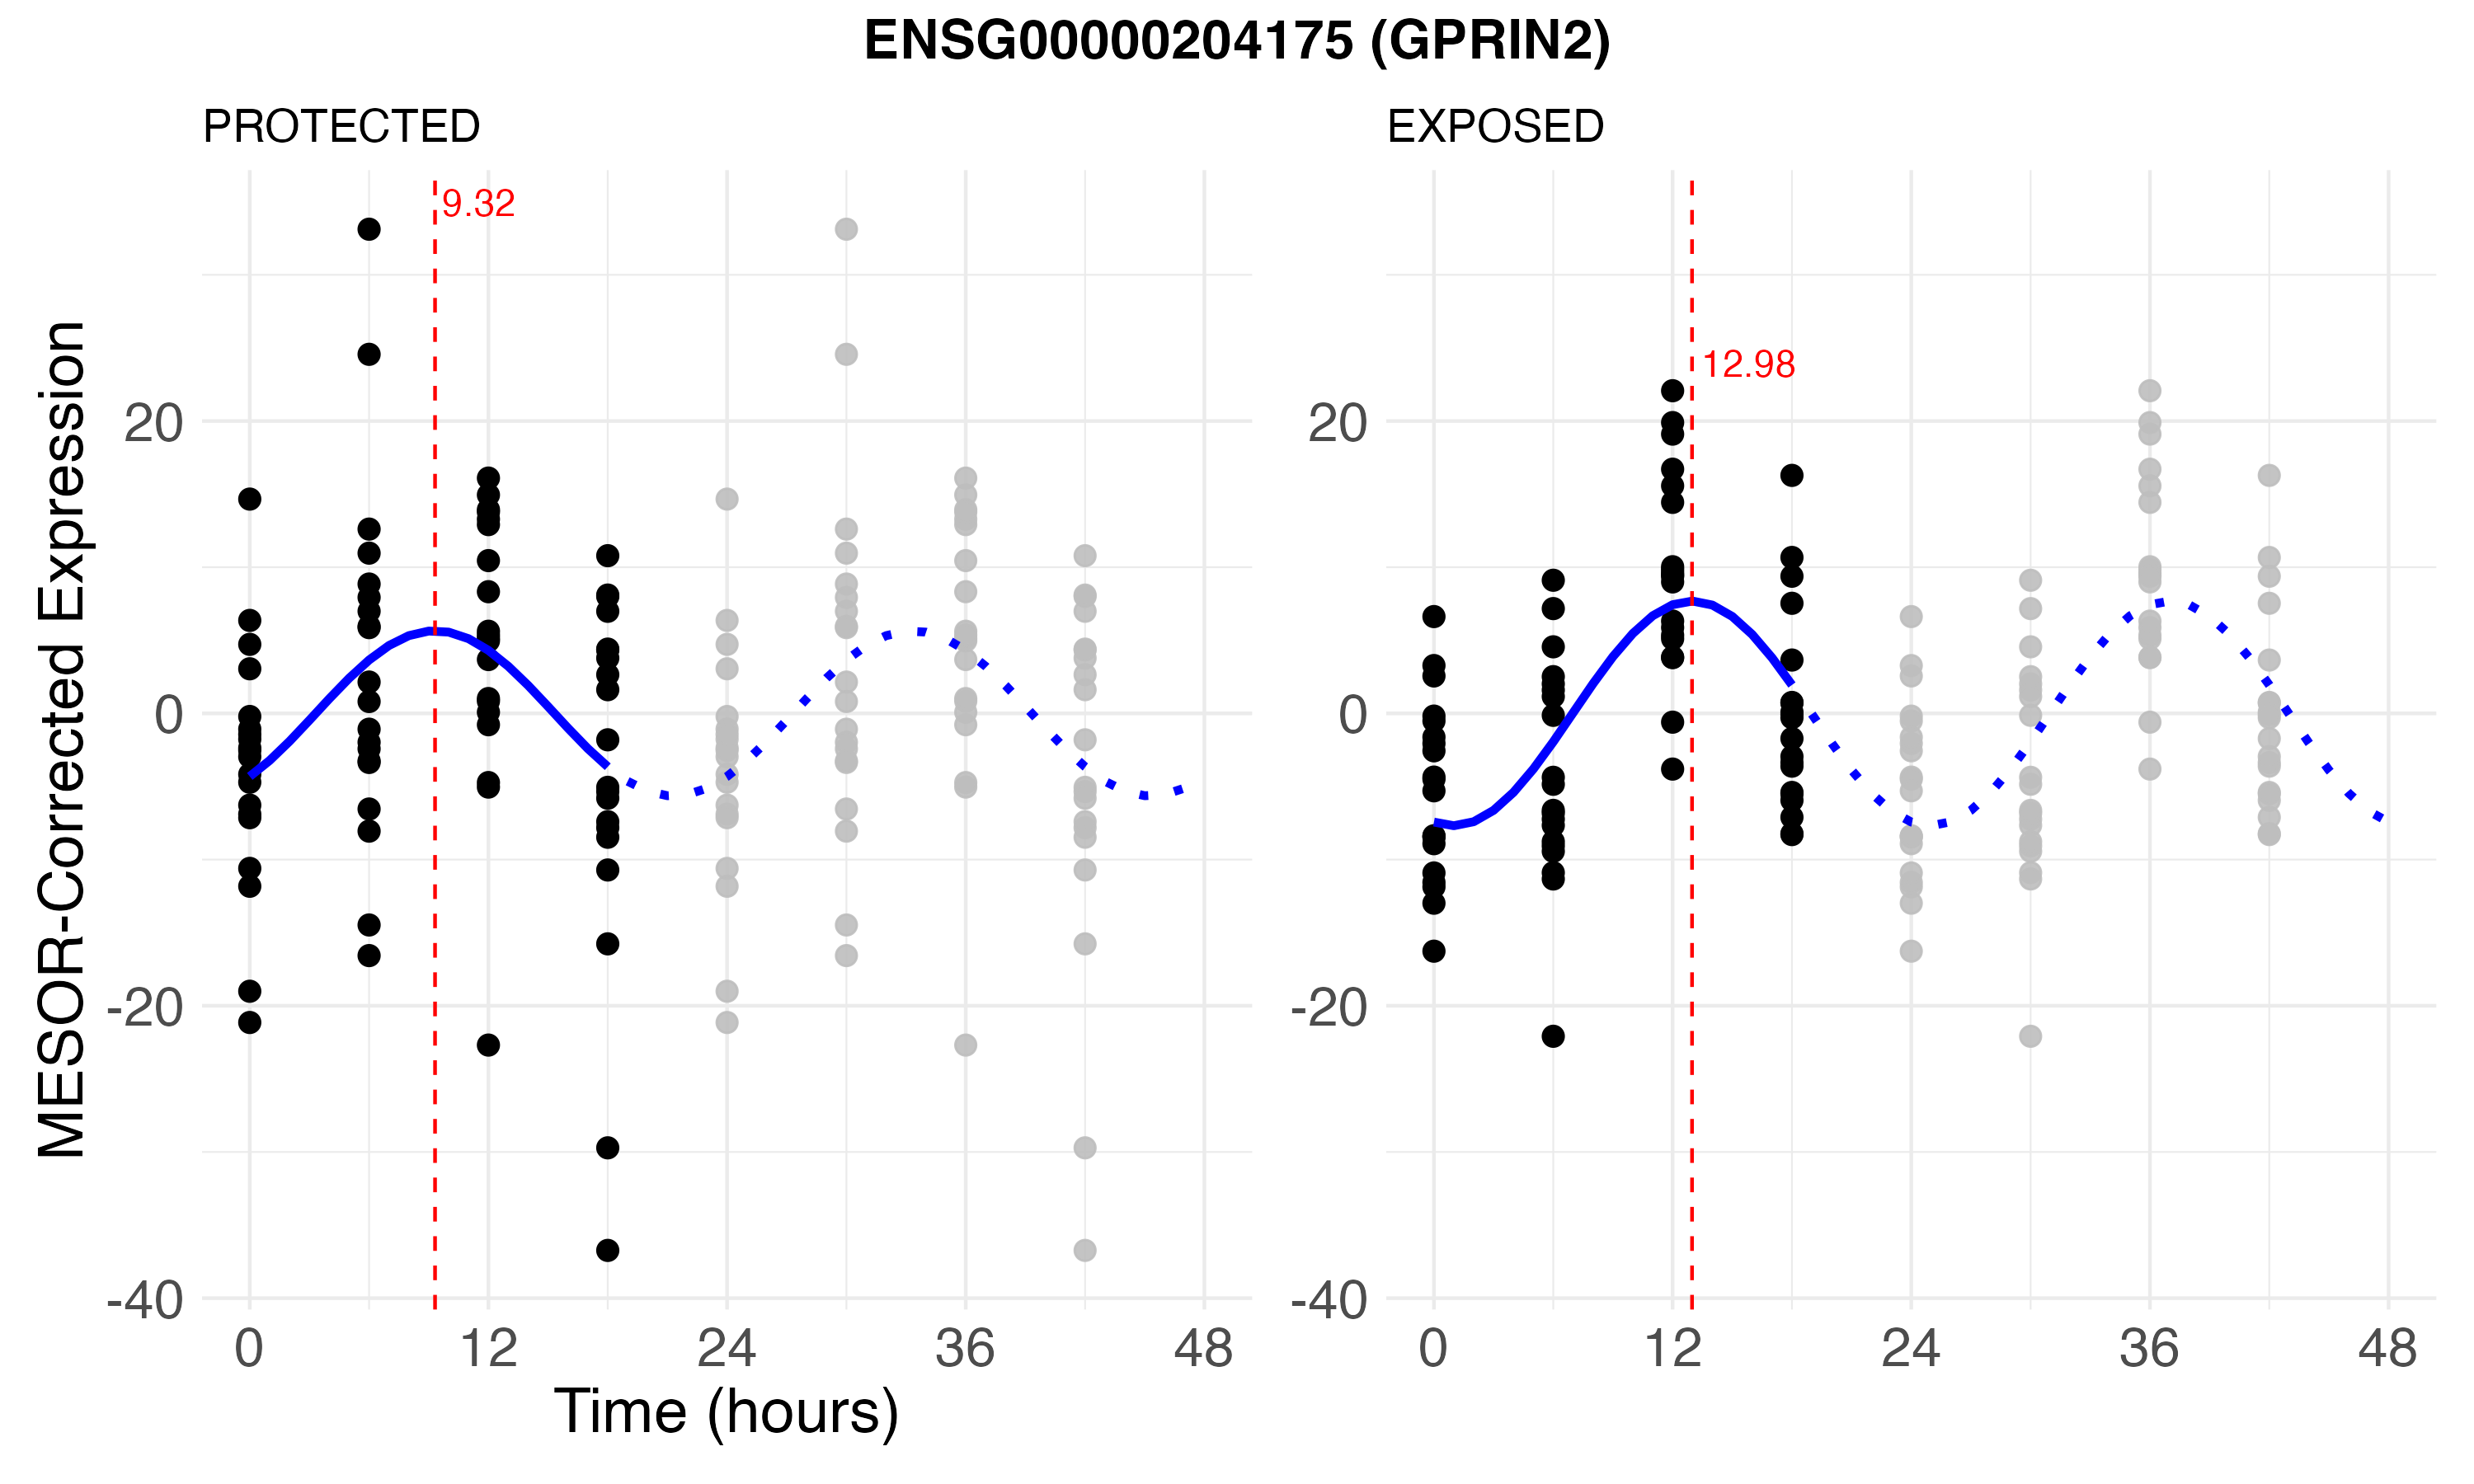 ENSG00000204175 (GPRIN2)
PROTECTED
EXPOSED
MESOR-Corrected Expression
9.32
20
0
-20
-40
0 12 24 36 48
12.98
20
0
-20
-40
0 12 24 36 48
Time (hours)